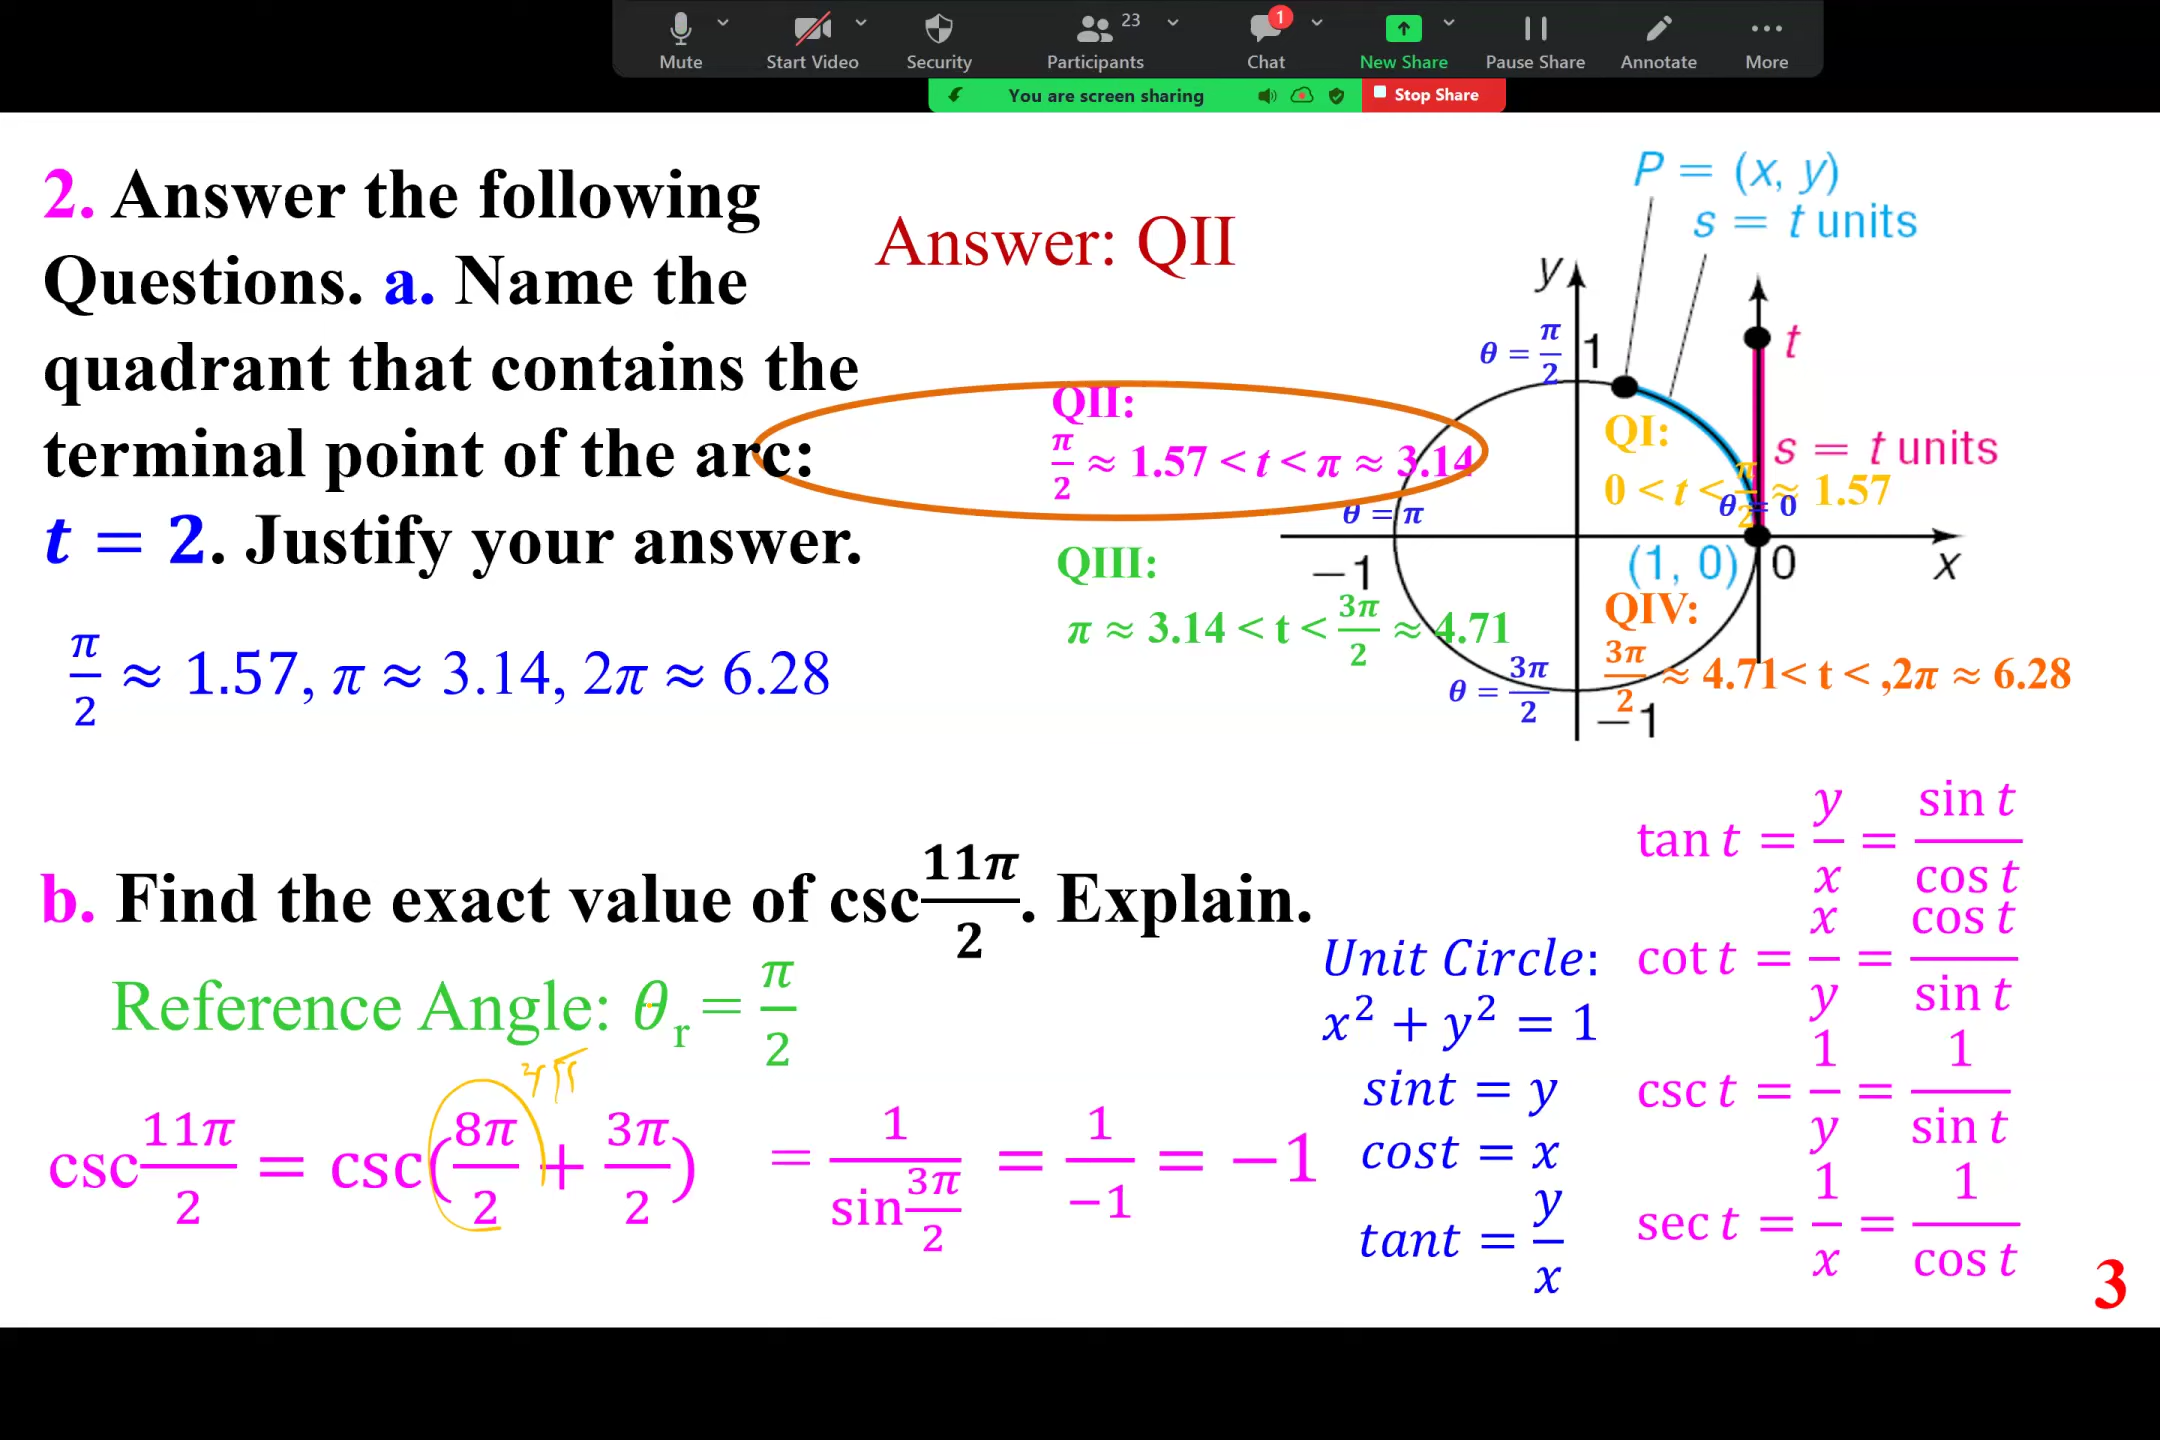 Mute
Start Video
Security
Participants 23
Chat 1
New Share
Pause Share
Annotate
More
You are screen sharing
Stop Share
2. Answer the following
Questions. a. Name the
quadrant that contains the
terminal point of the arc:
t = 2. Justify your answer.
Answer: QII
π/2 ≈ 1.57, π ≈ 3.14, 2π ≈ 6.28
P = (x, y)
s = t units
y
θ = π/2
1
t
QII:
π/2 ≈ 1.57 < t < π ≈ 3.14
QI:
s = t units
0 < t < π/2 ≈ 1.57
θ = 0
θ = π
−1
(1, 0)
0
x
QIII:
π ≈ 3.14 < t < 3π/2 ≈ 4.71
QIV:
3π/2 ≈ 4.71< t < ,2π ≈ 6.28
θ = 3π/2
−1
b. Find the exact value of csc 11π/2. Explain.
Reference Angle: θr = π/2
4π
csc 11π/2 = csc(8π/2 + 3π/2) = 1/sin 3π/2 = 1/−1 = −1
Unit Circle:
x² + y² = 1
sint = y
cost = x
tant = y/x
tan t = y/x = sin t/cos t
cot t = x/y = cos t/sin t
csc t = 1/y = 1/sin t
sec t = 1/x = 1/cos t
3